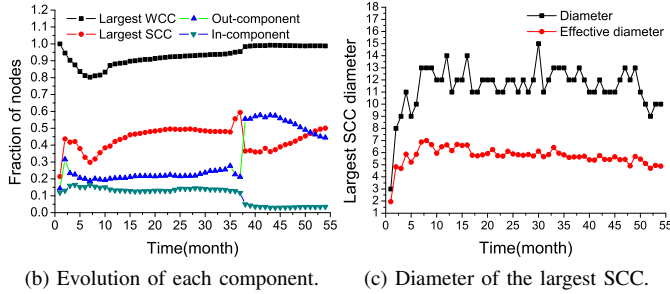 Largest WCC
Out-component
Largest SCC
In-component
1.2
1.1
1.0
0.9
0.8
0.7
0.6
0.5
0.4
0.3
0.2
0.1
0.0
Fraction of nodes
0 5 10 15 20 25 30 35 40 45 50 55
Time(month)
(b) Evolution of each component.
Diameter
Effective diameter
18
17
16
15
14
13
12
11
10
9
8
7
6
5
4
3
2
1
Largest SCC diameter
0 5 10 15 20 25 30 35 40 45 50 55
Time(month)
(c) Diameter of the largest SCC.